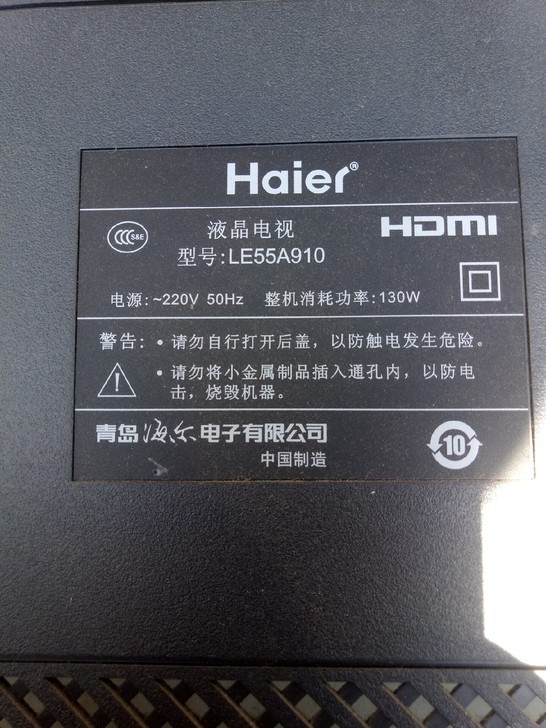 Haier®
CCC S&E
液晶电视
HDMI
型号:LE55A910
电源:~220V 50Hz 整机消耗功率:130W
警告: • 请勿自行打开后盖，以防触电发生危险。
• 请勿将小金属制品插入通孔内，以防电
击，烧毁机器。
青岛海尔电子有限公司
中国制造
10